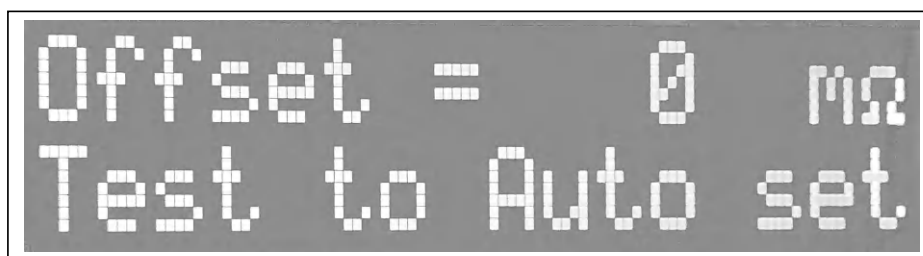 Offset = 0 mΩ
Test to Auto set